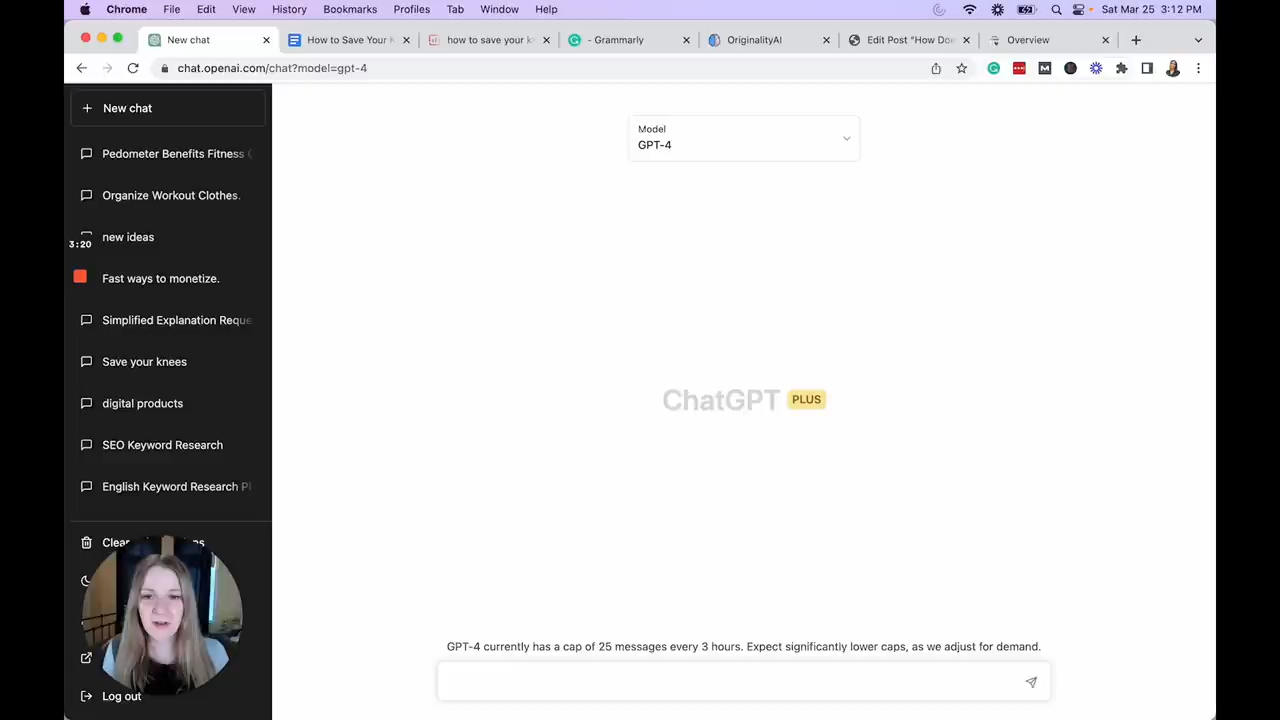 Chrome File Edit View History Bookmarks Profiles Tab Window Help Sat Mar 25 3:12 PM
New chat How to Save Your how to save your - Grammarly OriginalityAI Edit Post "How Doe Overview
chat.openai.com/chat?model=gpt-4
New chat
Pedometer Benefits Fitness
Organize Workout Clothes.
new ideas
3:20
Fast ways to monetize.
Simplified Explanation Reque
Save your knees
digital products
SEO Keyword Research
English Keyword Research
Log out
Model
GPT-4
ChatGPT PLUS
GPT-4 currently has a cap of 25 messages every 3 hours. Expect significantly lower caps, as we adjust for demand.